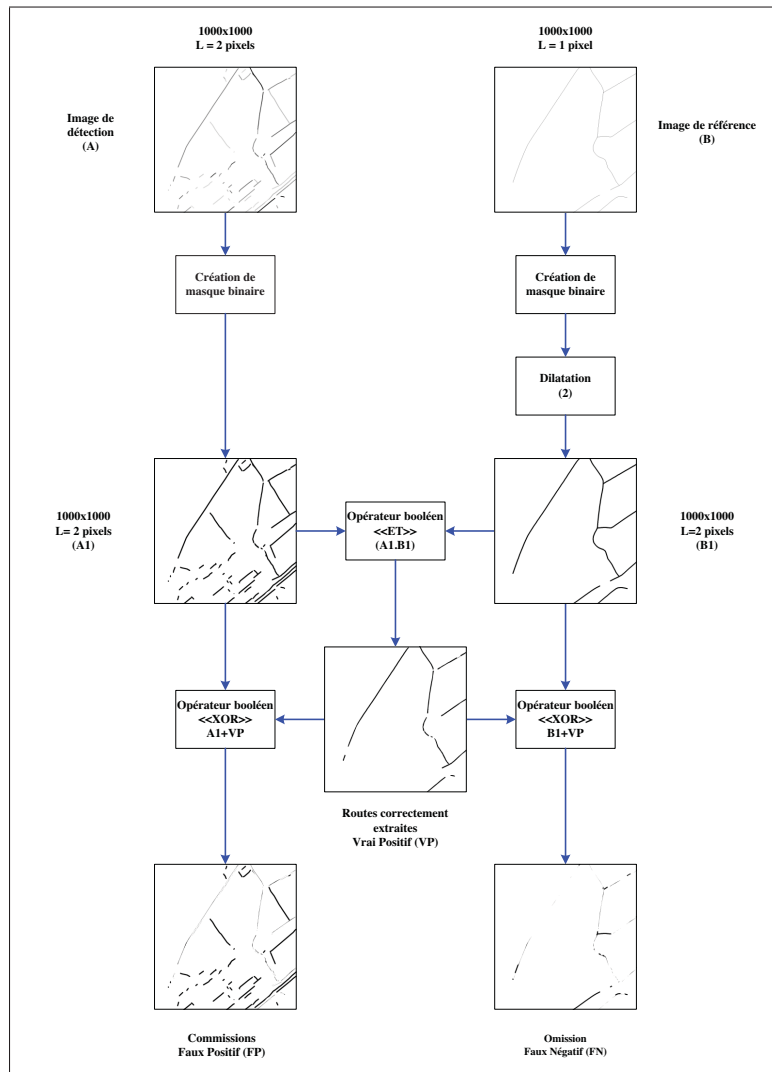 1000x1000
L = 2 pixels
1000x1000
L = 1 pixel
Image de
détection
(A)
Image de référence
(B)
Création de
masque binaire
Création de
masque binaire
Dilatation
(2)
1000x1000
L= 2 pixels
(A1)
Opérateur booléen
<<ET>>
(A1.B1)
1000x1000
L=2 pixels
(B1)
Opérateur booléen
<<XOR>>
A1+VP
Opérateur booléen
<<XOR>>
B1+VP
Routes correctement
extraites
Vrai Positif (VP)
Commissions
Faux Positif (FP)
Omission
Faux Négatif (FN)